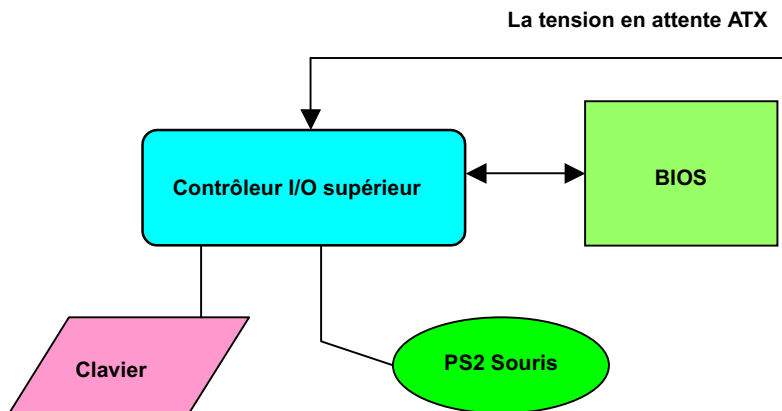 La tension en attente ATX
Contrôleur I/O supérieur
BIOS
Clavier
PS2 Souris